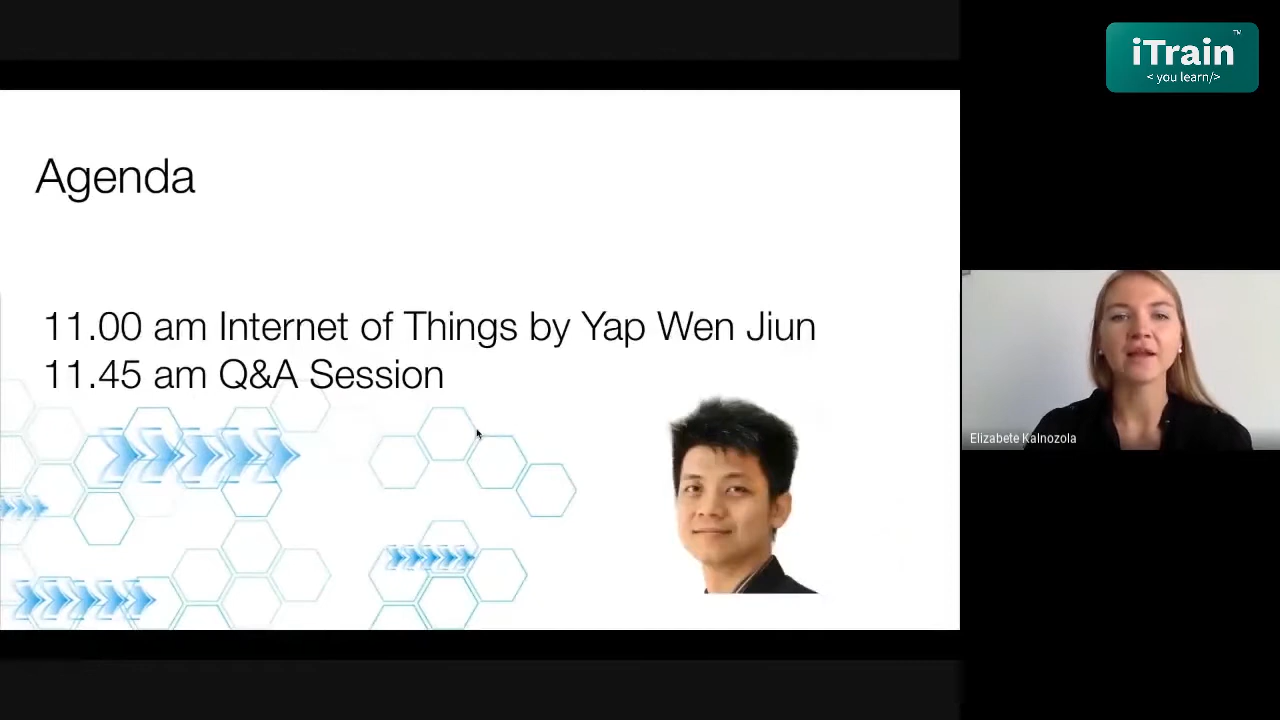 iTrain™
< you learn/>
Agenda
11.00 am Internet of Things by Yap Wen Jiun
11.45 am Q&A Session
Elizabete Kalnozola